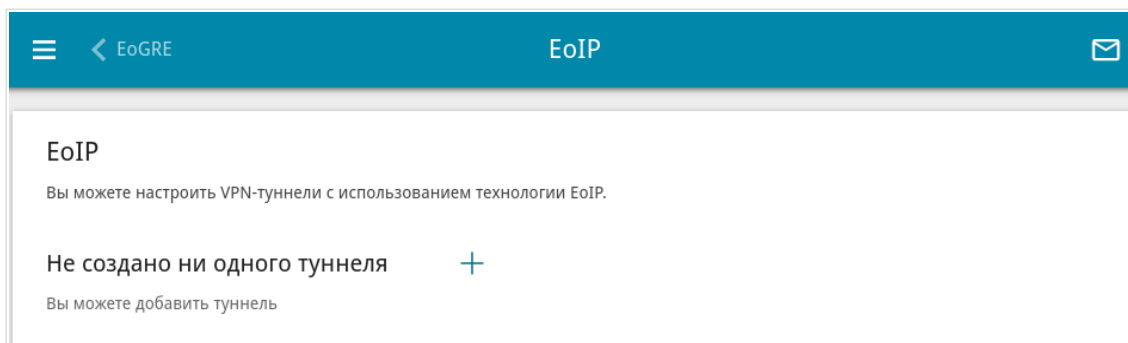 EoGRE
EoIP
EoIP
Вы можете настроить VPN-туннели с использованием технологии EoIP.
Не создано ни одного туннеля
Вы можете добавить туннель